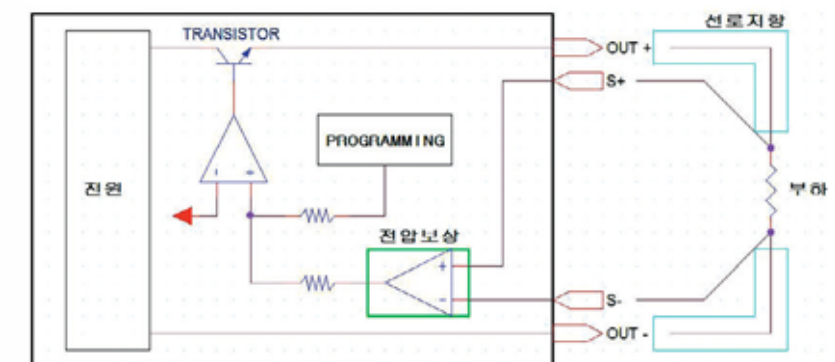 선로저항
TRANSISTOR
OUT +
S+
PROGRAMMING
전원
부하
전압보상
+
-
S-
OUT -